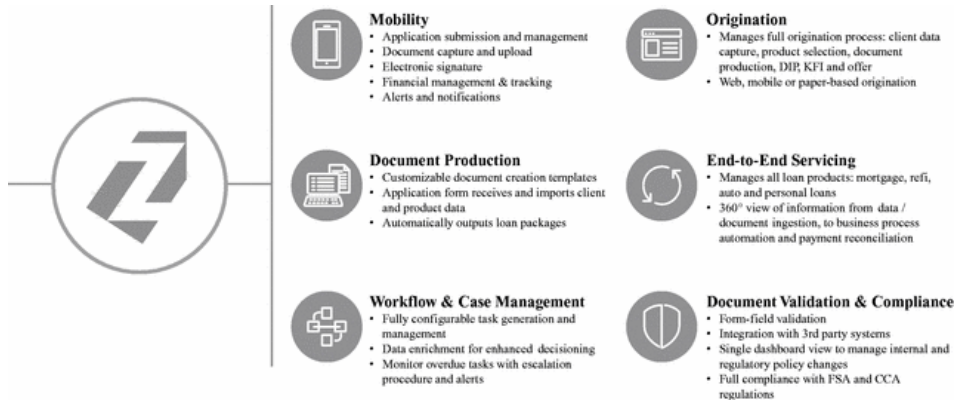 Mobility
• Application submission and management
• Document capture and upload
• Electronic signature
• Financial management & tracking
• Alerts and notifications
Origination
• Manages full origination process: client data
capture, product selection, document
production, DIP, KFI and offer
• Web, mobile or paper-based origination
Document Production
• Customizable document creation templates
• Application form receives and imports client
and product data
• Automatically outputs loan packages
End-to-End Servicing
• Manages all loan products: mortgage, refi,
auto and personal loans
• 360° view of information from data /
document ingestion, to business process
automation and payment reconciliation
Workflow & Case Management
• Fully configurable task generation and
management
• Data enrichment for enhanced decisioning
• Monitor overdue tasks with escalation
procedure and alerts
Document Validation & Compliance
• Form-field validation
• Integration with 3rd party systems
• Single dashboard view to manage internal and
regulatory policy changes
• Full compliance with FSA and CCA
regulations